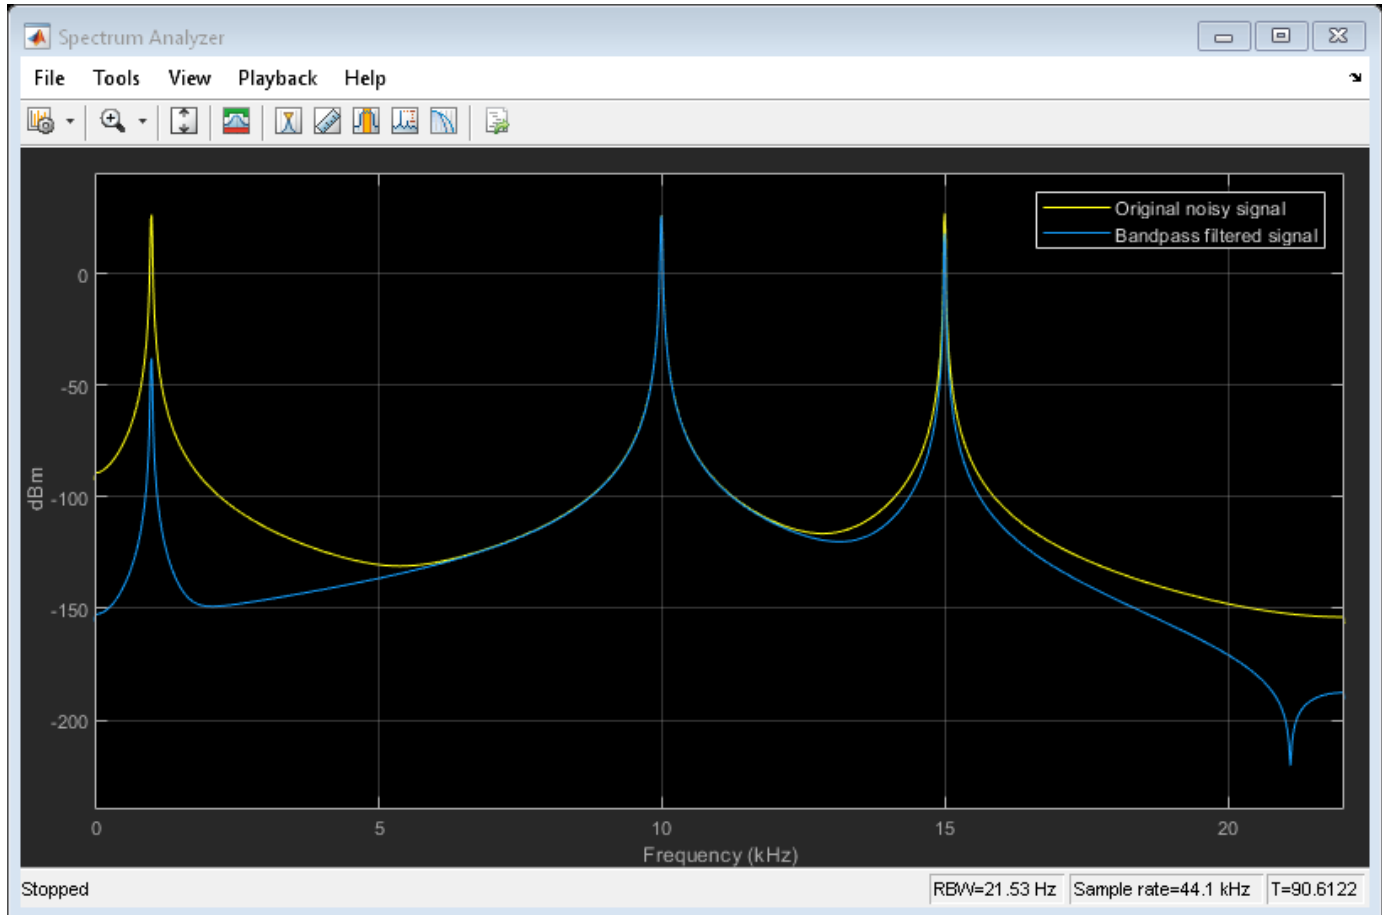 Spectrum Analyzer
File Tools View Playback Help
Original noisy signal
Bandpass filtered signal
0
-50
-100
-150
-200
dBm
0 5 10 15 20
Frequency (kHz)
Stopped RBW=21.53 Hz Sample rate=44.1 kHz T=90.6122